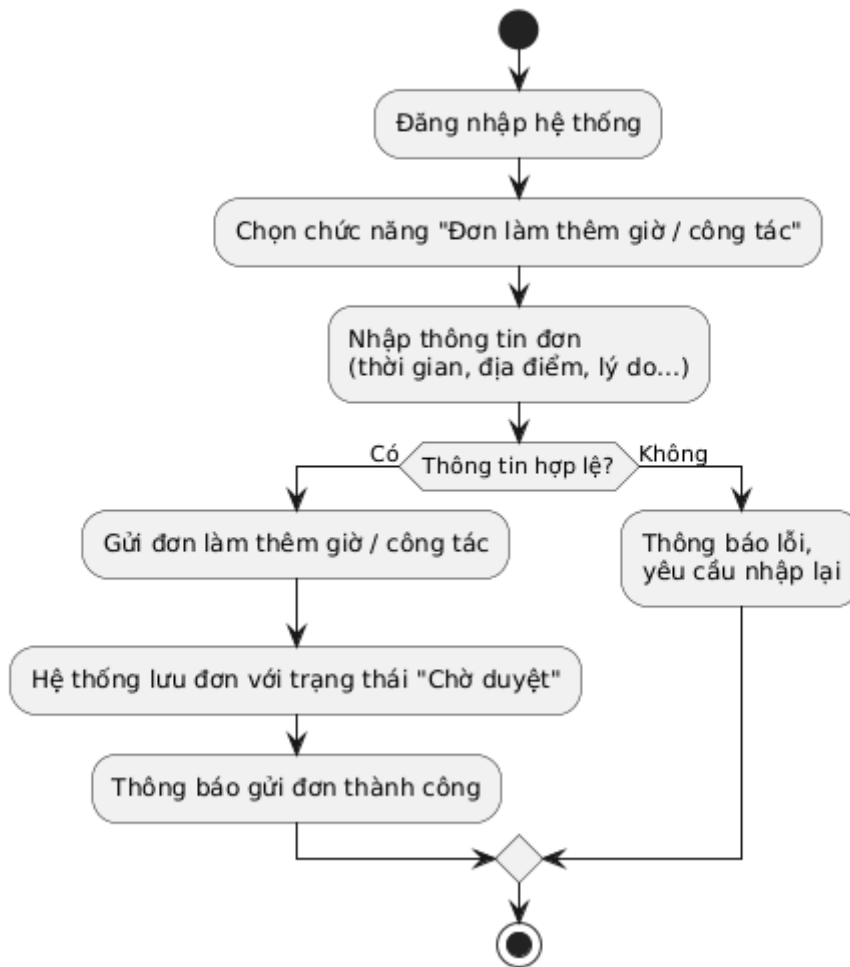 Đăng nhập hệ thống
Chọn chức năng "Đơn làm thêm giờ / công tác"
Nhập thông tin đơn
(thời gian, địa điểm, lý do...)
Có
Thông tin hợp lệ?
Không
Gửi đơn làm thêm giờ / công tác
Thông báo lỗi,
yêu cầu nhập lại
Hệ thống lưu đơn với trạng thái "Chờ duyệt"
Thông báo gửi đơn thành công